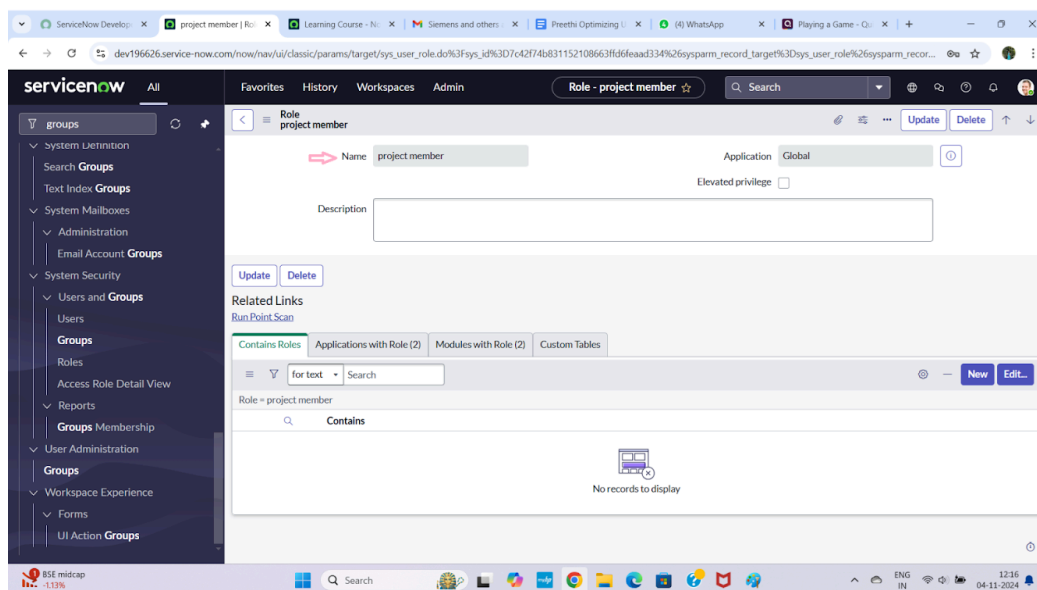 ServiceNow Develop
project member | Rol
Learning Course - N
Siemens and others
Preethi Optimizing U
(4) WhatsApp
Playing a Game - Qu
dev196626.service-now.com/now/nav/ui/classic/params/target/sys_user_role.do%3Fsys_id%3D7c42f74b831152108663ffd6feaad334%26sysparm_record_target%3Dsys_user_role%26sysparm_recor...
servicenow All Favorites History Workspaces Admin Role - project member Search
groups
System Definition
Search Groups
Text Index Groups
System Mailboxes
Administration
Email Account Groups
System Security
Users and Groups
Users
Groups
Roles
Access Role Detail View
Reports
Groups Membership
User Administration
Groups
Workspace Experience
Forms
UI Action Groups
Role
project member
Update Delete
Name project member
Application Global
Elevated privilege
Description
Update Delete
Related Links
Run Point Scan
Contains Roles Applications with Role (2) Modules with Role (2) Custom Tables
for text Search New Edit...
Role = project member
Contains
No records to display
BSE midcap
-1.13%
Search
ENG
IN
12:16
04-11-2024